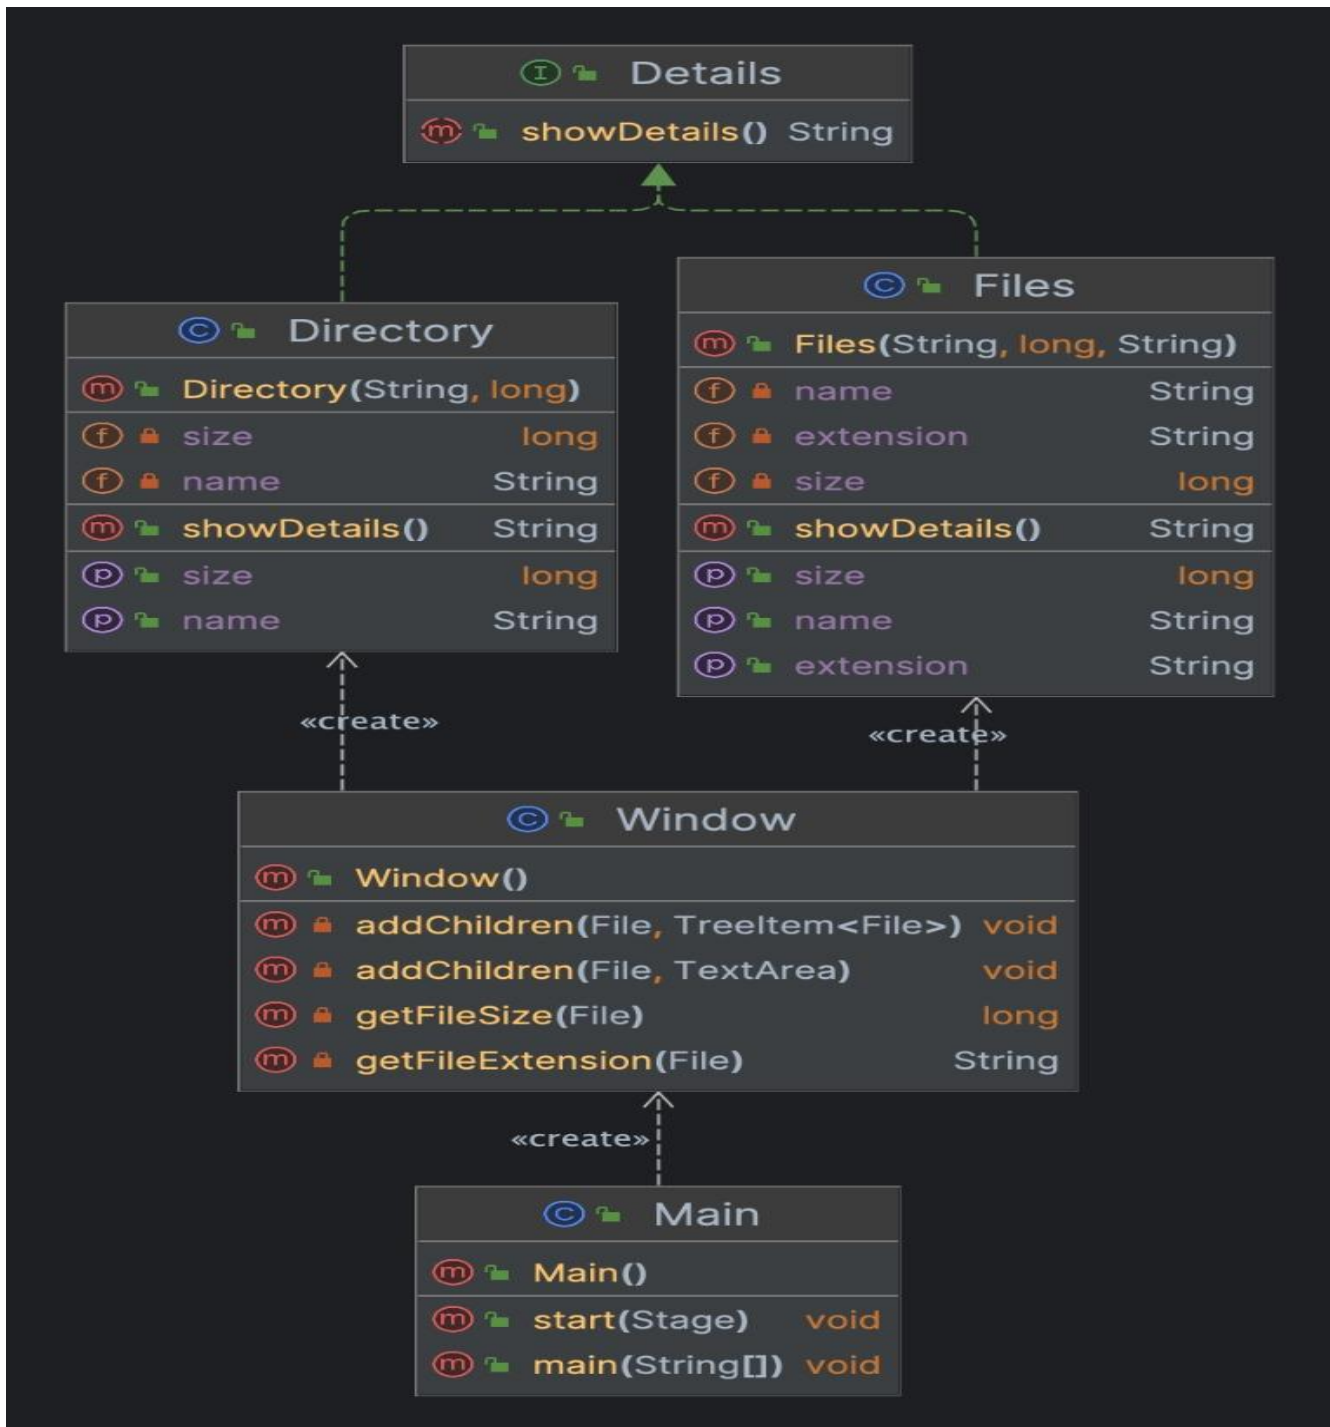 Details
showDetails() String
Directory
Directory(String, long)
size long
name String
showDetails() String
size long
name String
Files
Files(String, long, String)
name String
extension String
size long
showDetails() String
size long
name String
extension String
«create»
«create»
Window
Window()
addChildren(File, TreeItem<File>) void
addChildren(File, TextArea) void
getFileSize(File) long
getFileExtension(File) String
«create»
Main
Main()
start(Stage) void
main(String[]) void